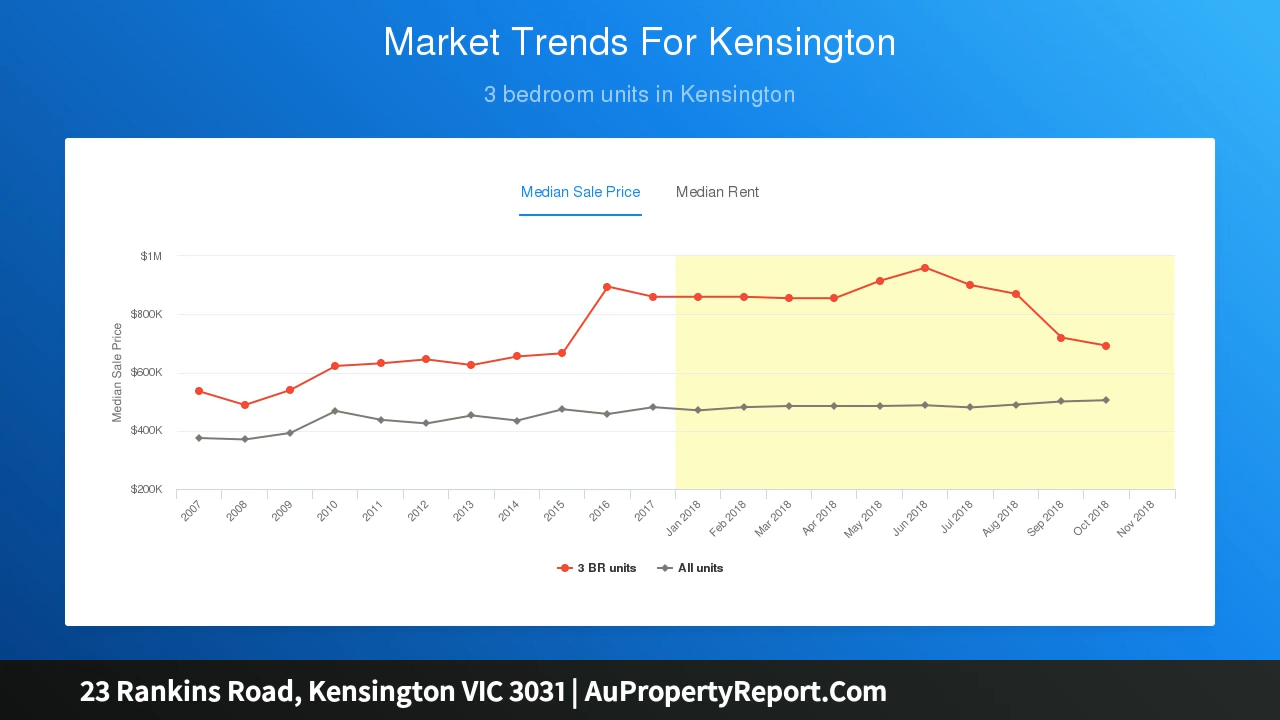 Market Trends For Kensington
3 bedroom units in Kensington
Median Sale Price Median Rent
Median Sale Price
$1M
$800K
$600K
$400K
$200K
2007 2008 2009 2010 2011 2012 2013 2014 2015 2016 2017 Jan 2018 Feb 2018 Mar 2018 Apr 2018 May 2018 Jun 2018 Jul 2018 Aug 2018 Sep 2018 Oct 2018 Nov 2018
3 BR units All units
23 Rankins Road, Kensington VIC 3031 | AuPropertyReport.Com